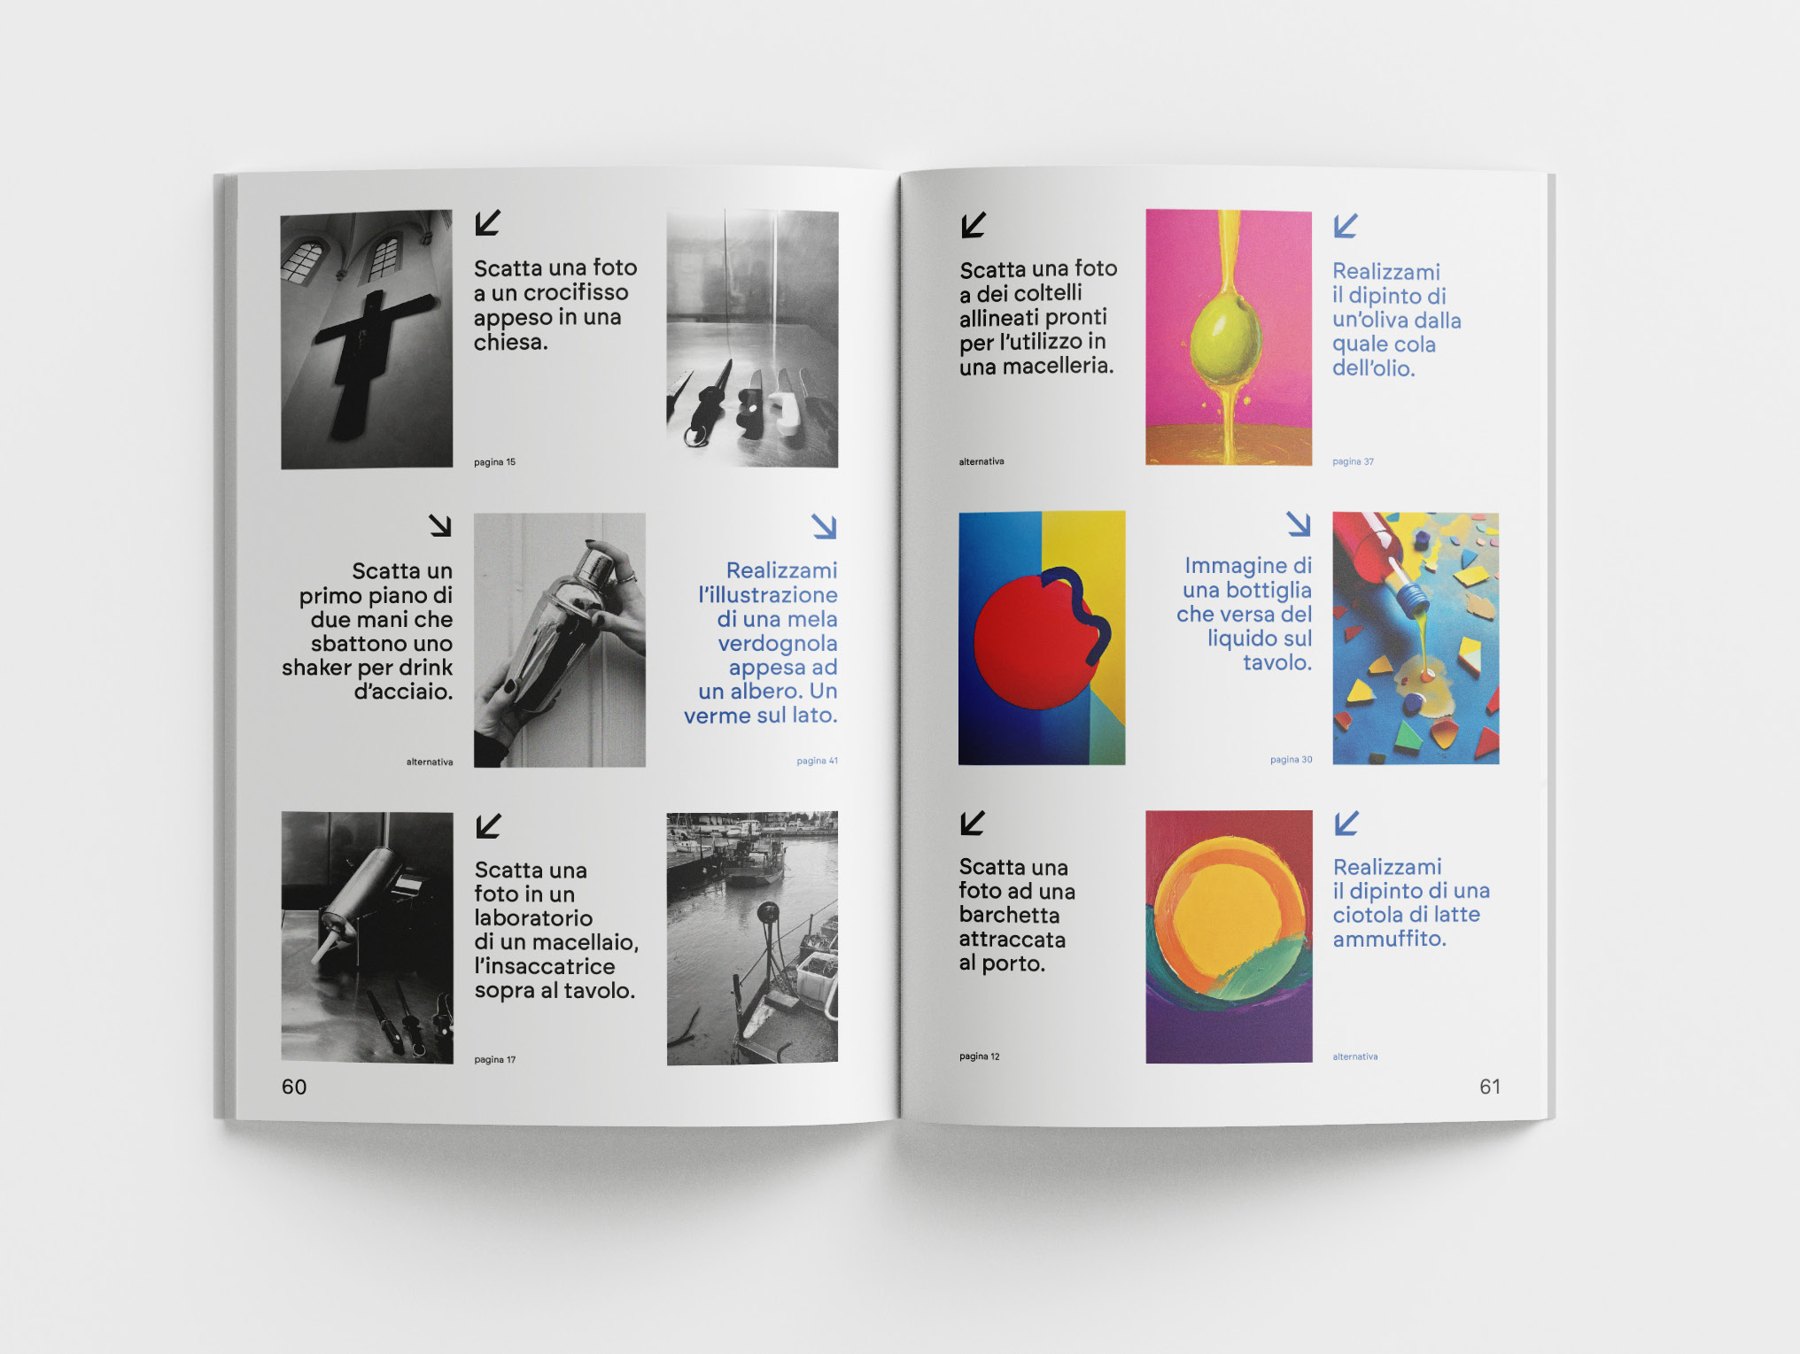 Scatta una foto
a un crocifisso
appeso in una
chiesa.
pagina 15
Scatta un
primo piano di
due mani che
sbattono uno
shaker per drink
d'acciaio.
alternativa
Realizzami
l'illustrazione
di una mela
verdognola
appesa ad
un albero. Un
verme sul lato.
pagina 41
Scatta una
foto in un
laboratorio
di un macellaio,
l'insaccatrice
sopra al tavolo.
pagina 17
60
Scatta una foto
a dei coltelli
allineati pronti
per l'utilizzo in
una macelleria.
alternativa
Realizzami
il dipinto di
un'oliva dalla
quale cola
dell'olio.
pagina 37
Immagine di
una bottiglia
che versa del
liquido sul
tavolo.
pagina 30
Scatta una
foto ad una
barchetta
attraccata
al porto.
pagina 12
Realizzami
il dipinto di una
ciotola di latte
ammuffito.
alternativa
61